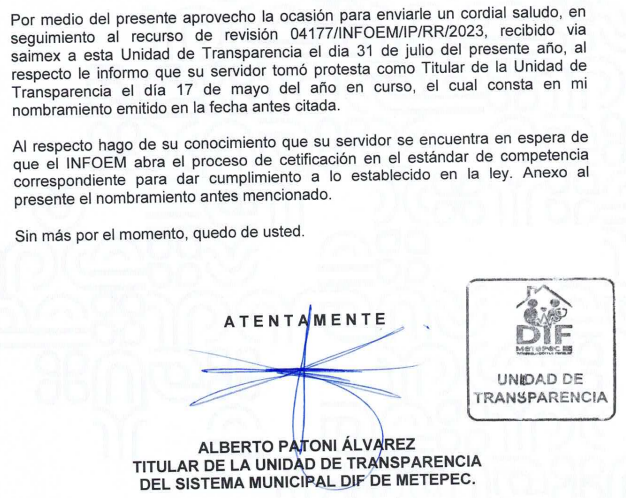 Por medio del presente aprovecho la ocasión para enviarle un cordial saludo, en
seguimiento al recurso de revisión 04177/INFOEM/IP/RR/2023, recibido via
saimex a esta Unidad de Transparencia el dia 31 de julio del presente año, al
respecto le informo que su servidor tomó protesta como Titular de la Unidad de
Transparencia el día 17 de mayo del año en curso, el cual consta en mi
nombramiento emitido en la fecha antes citada.
Al respecto hago de su conocimiento que su servidor se encuentra en espera de
que el INFOEM abra el proceso de cetificación en el estándar de competencia
correspondiente para dar cumplimiento a lo establecido en la ley. Anexo al
presente el nombramiento antes mencionado.
Sin más por el momento, quedo de usted.
ATENTAMENTE
DIF
METEPEC
UNIDAD DE
TRANSPARENCIA
ALBERTO PATONI ÁLVAREZ
TITULAR DE LA UNIDAD DE TRANSPARENCIA
DEL SISTEMA MUNICIPAL DIF DE METEPEC.